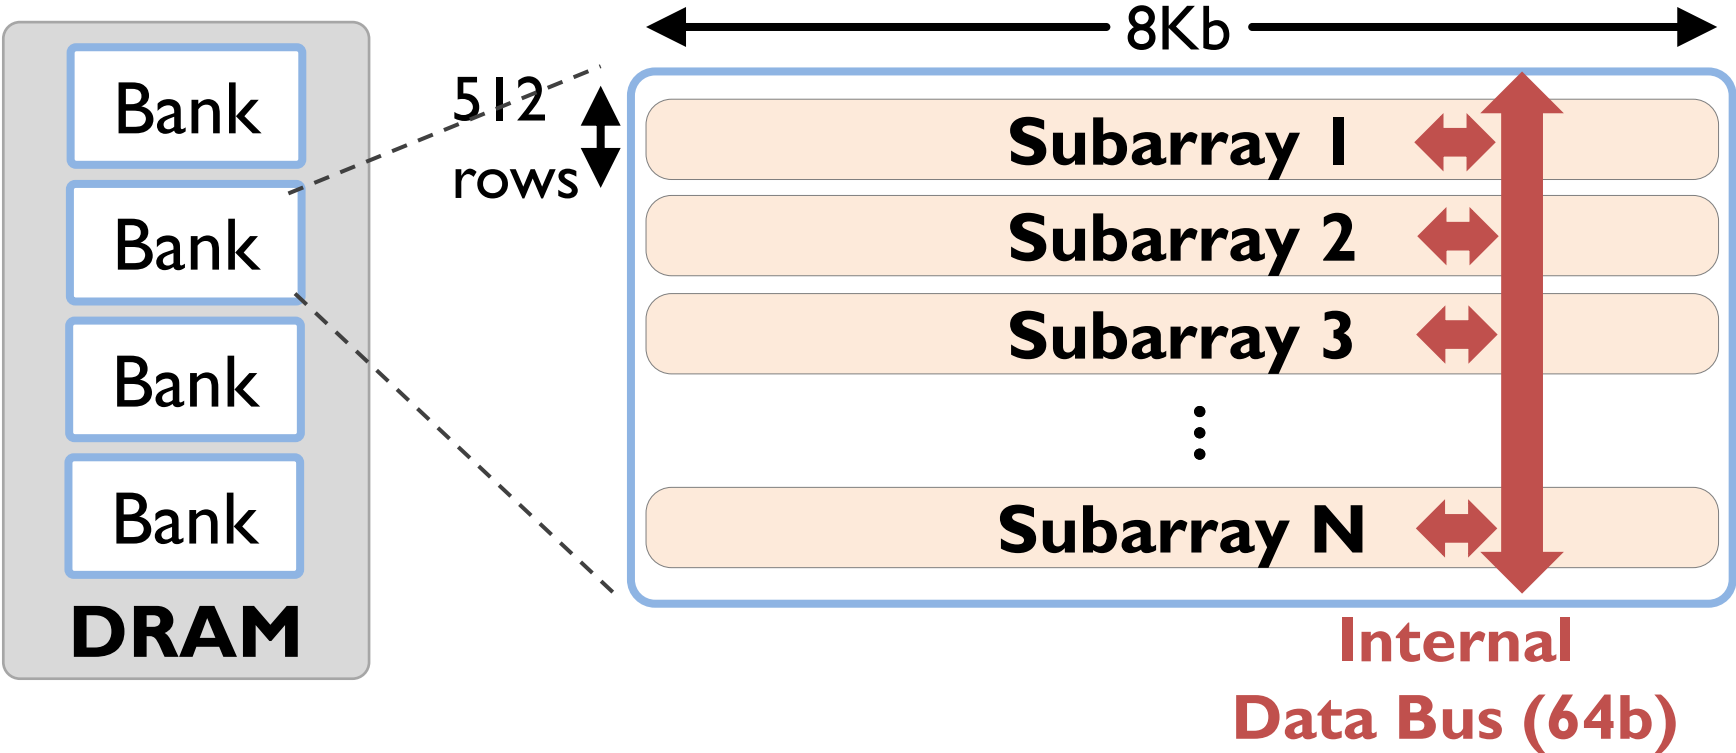 Bank
Bank
Bank
Bank
DRAM
8Kb
512
rows
Subarray 1
Subarray 2
Subarray 3
Subarray N
Internal
Data Bus (64b)